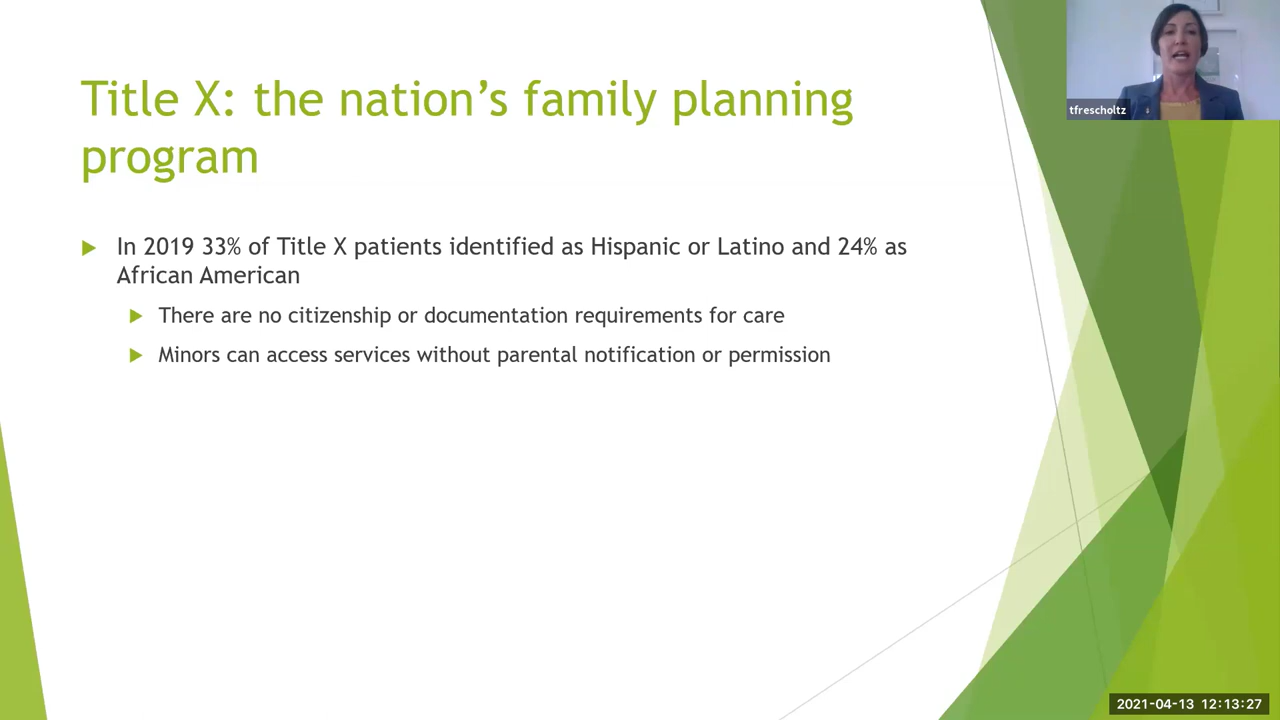 Title X: the nation's family planning
program
In 2019 33% of Title X patients identified as Hispanic or Latino and 24% as
African American
There are no citizenship or documentation requirements for care
Minors can access services without parental notification or permission
tfrescholtz
2021-04-13 12:13:27